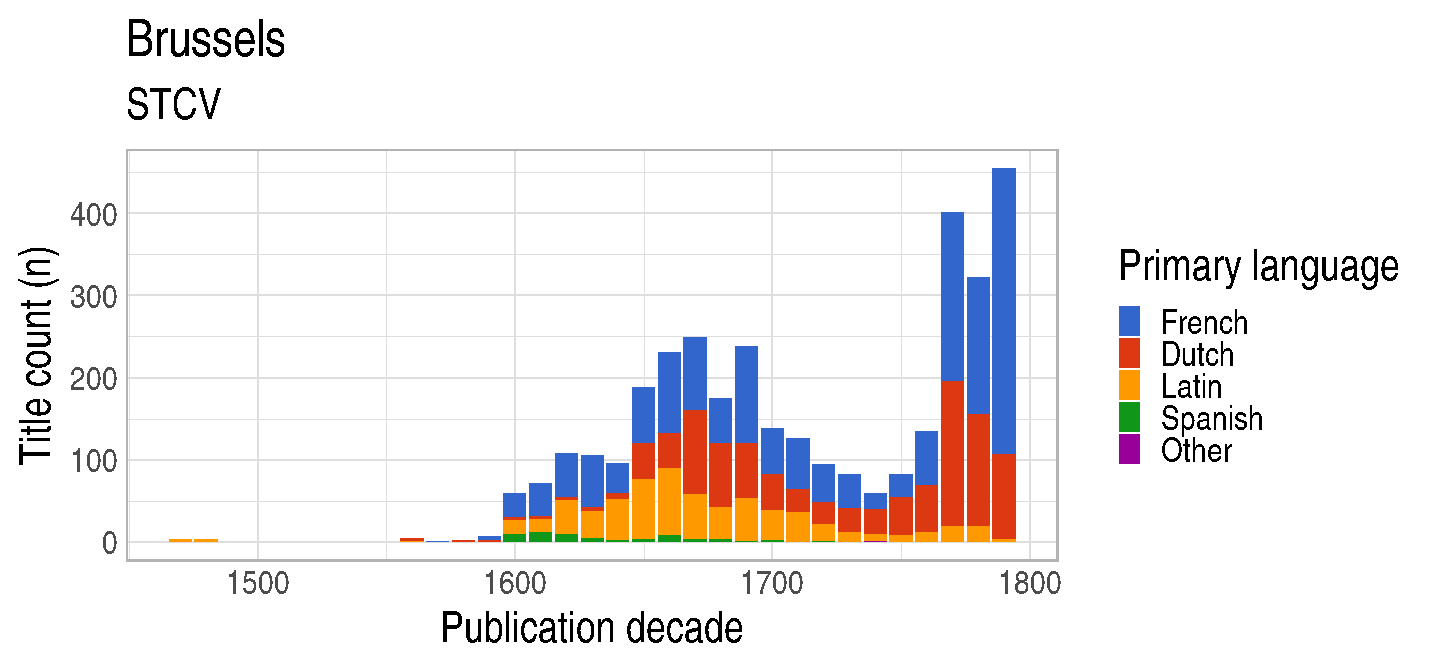 Brussels
STCV
Title count (n)
400
300
200
100
0
1500 1600 1700 1800
Publication decade
Primary language
French
Dutch
Latin
Spanish
Other